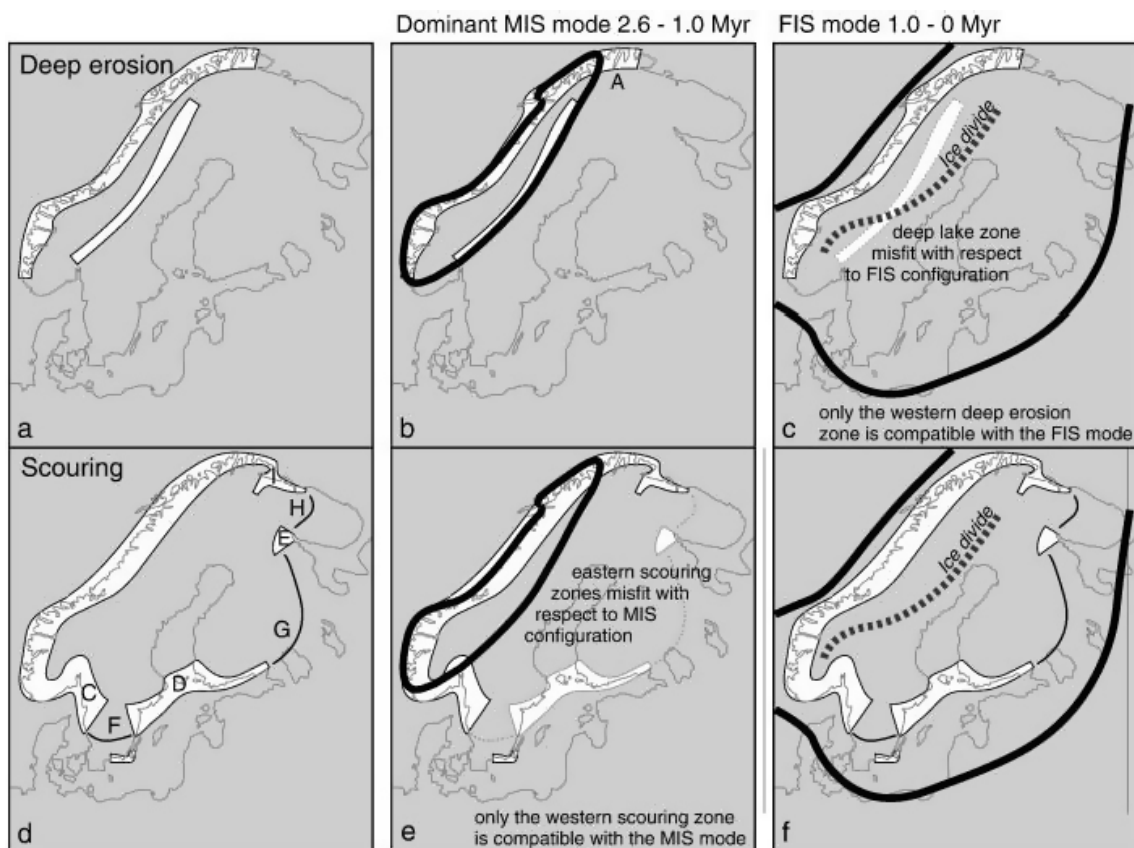 Dominant MIS mode 2.6 - 1.0 Myr
FIS mode 1.0 - 0 Myr
Deep erosion
a
A
b
Ice divide
deep lake zone
misfit with respect
to FIS configuration
only the western deep erosion
zone is compatible with the FIS mode
c
Scouring
I
H
E
G
D
C
F
d
eastern scouring
zones misfit with
respect to MIS
configuration
only the western scouring zone
is compatible with the MIS mode
e
Ice divide
f